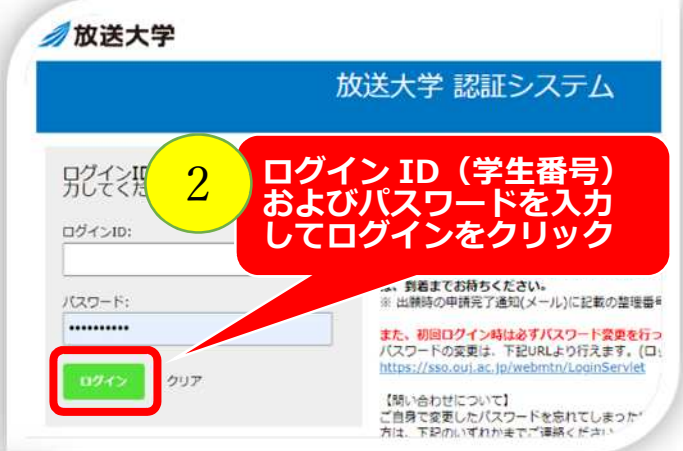 放送大学
放送大学 認証システム
ログインID
力してくだ
2
ログイン ID（学生番号）
およびパスワードを入力
してログインをクリック
ログインID:
パスワード:
••••••••••
ログイン
クリア
、到着までお待ちください。
※ 出願時の申請完了通知(メール)に記載の整理番号
また、初回ログイン時は必ずパスワード変更を行っ
パスワードの変更は、下記URLより行えます。(ロ
https://sso.ouj.ac.jp/webmtn/LoginServlet
【問い合わせについて】
ご自身で変更したパスワードを忘れてしまった
方は、下記のいずれかまでご連絡ください